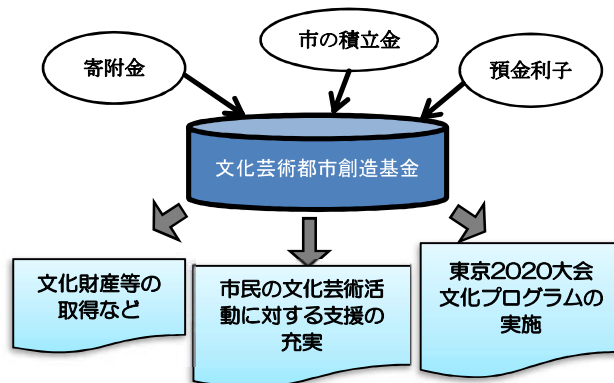 市の積立金
寄附金
預金利子
文化芸術都市創造基金
文化財産等の
取得など
市民の文化芸術活
動に対する支援の
充実
東京2020大会
文化プログラムの
実施